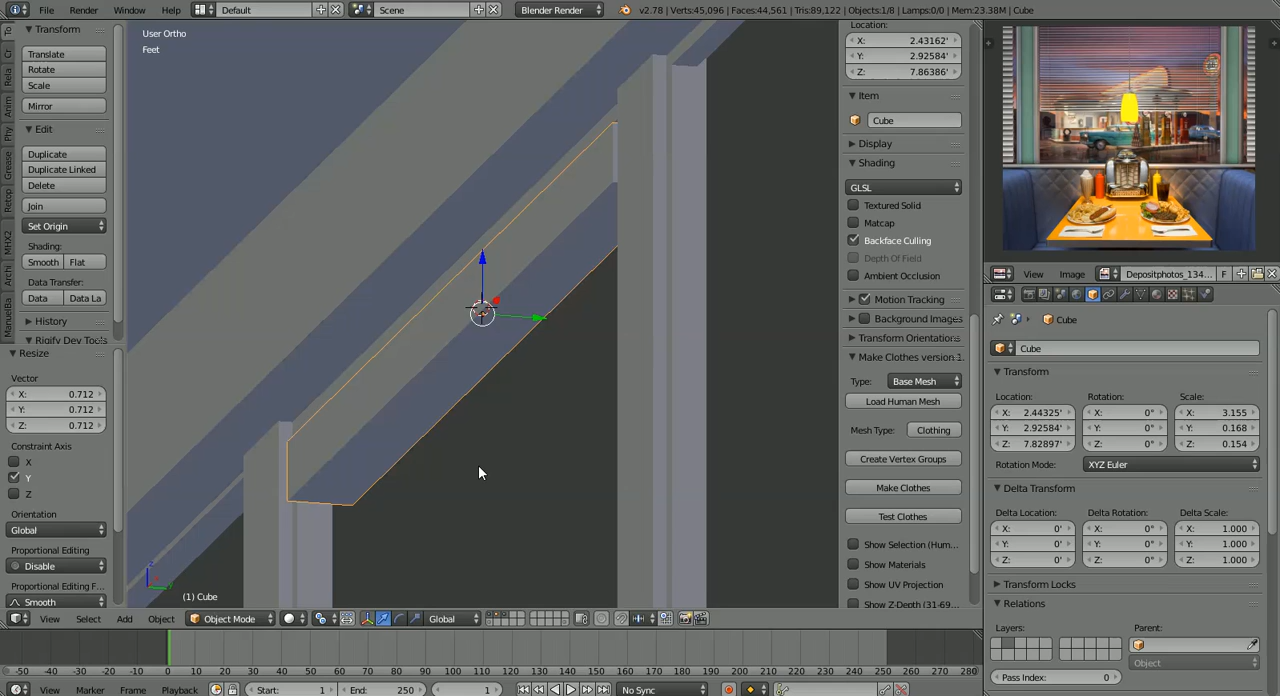 File Render Window Help Default Scene Blender Render v2.78 | Verts:45,096 | Faces:44,561 | Tris:89,122 | Objects:1/8 | Lamps:0/0 | Mem:23.38M | Cube
Transform
Translate
Rotate
Scale
Mirror
Edit
Duplicate
Duplicate Linked
Delete
Join
Set Origin
Shading:
Smooth Flat
Data Transfer:
Data Data La
History
Rigify Dev Tools
To
Cr
Rela
Anim
Phy
Grease
Retop
MHX2
Archi
ManuelBa
Resize
Vector
X: 0.712
Y: 0.712
Z: 0.712
Constraint Axis
X
Y
Z
Orientation
Global
Proportional Editing
Disable
Proportional Editing F...
Smooth
User Ortho
Feet
(1) Cube
View Select Add Object Object Mode Global
Location:
X: 2.43162'
Y: 2.92584'
Z: 7.86386'
Item
Cube
Display
Shading
GLSL
Textured Solid
Matcap
Backface Culling
Depth Of Field
Ambient Occlusion
Motion Tracking
Background Images
Transform Orientations
Make Clothes version 1.
Type: Base Mesh
Load Human Mesh
Mesh Type: Clothing
Create Vertex Groups
Make Clothes
Test Clothes
Show Selection (Hum...
Show Materials
Show UV Projection
Show Z-Depth (31-69...
View Image Depositphotos_134... F
Cube
Cube
Transform
Location: Rotation: Scale:
X: 2.44325' X: 0° X: 3.155
Y: 2.92584' Y: 0° Y: 0.168
Z: 7.82897' Z: 0° Z: 0.154
Rotation Mode: XYZ Euler
Delta Transform
Delta Location: Delta Rotation: Delta Scale:
X: 0' X: 0° X: 1.000
Y: 0' Y: 0° Y: 1.000
Z: 0' Z: 0° Z: 1.000
Transform Locks
Relations
Layers: Parent:
Object
Pass Index: 0
-50 -40 -30 -20 -10 0 10 20 30 40 50 60 70 80 90 100 110 120 130 140 150 160 170 180 190 200 210 220 230 240 250 260 270 280
View Marker Frame Playback Start: 1 End: 250 1 No Sync